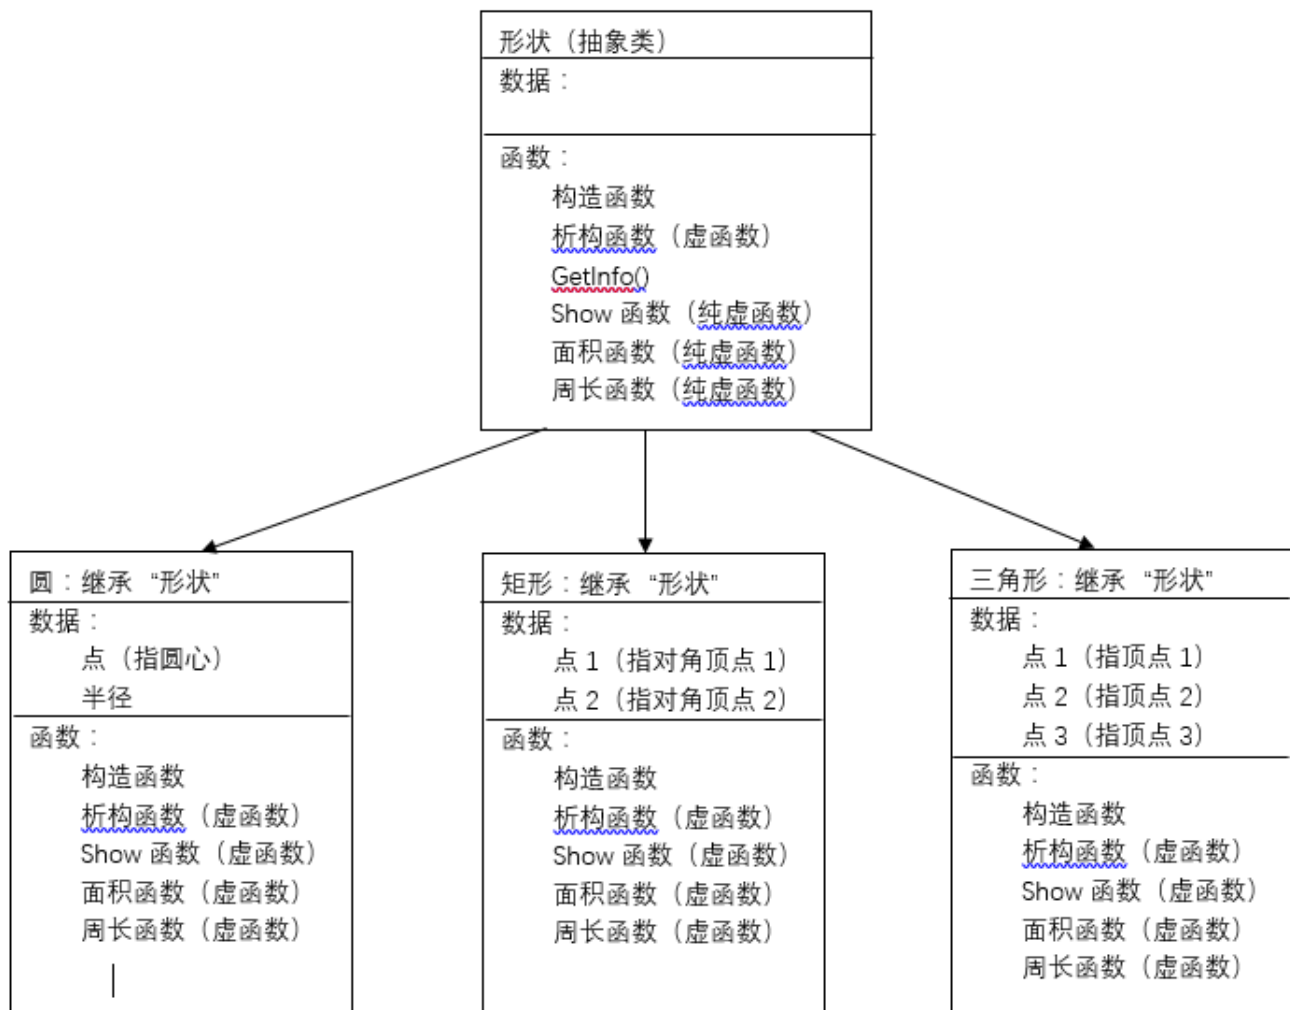 形状（抽象类）
数据：
函数：
构造函数
析构函数（虚函数）
GetInfo()
Show 函数（纯虚函数）
面积函数（纯虚函数）
周长函数（纯虚函数）
圆：继承 “形状”
数据：
点（指圆心）
半径
函数：
构造函数
析构函数（虚函数）
Show 函数（虚函数）
面积函数（虚函数）
周长函数（虚函数）
矩形：继承 “形状”
数据：
点 1（指对角顶点 1）
点 2（指对角顶点 2）
函数：
构造函数
析构函数（虚函数）
Show 函数（虚函数）
面积函数（虚函数）
周长函数（虚函数）
三角形：继承 “形状”
数据：
点 1（指顶点 1）
点 2（指顶点 2）
点 3（指顶点 3）
函数：
构造函数
析构函数（虚函数）
Show 函数（虚函数）
面积函数（虚函数）
周长函数（虚函数）